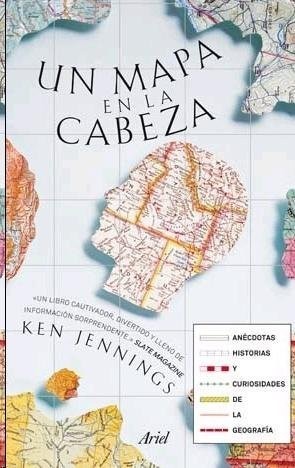 UN MAPA
EN LA
CABEZA
«UN LIBRO CAUTIVADOR, DIVERTIDO Y LLENO DE
INFORMACIÓN SORPRENDENTE.» SLATE MAGAZINE
KEN JENNINGS
ANÉCDOTAS
HISTORIAS
Y
CURIOSIDADES
DE
LA
GEOGRAFÍA
Ariel